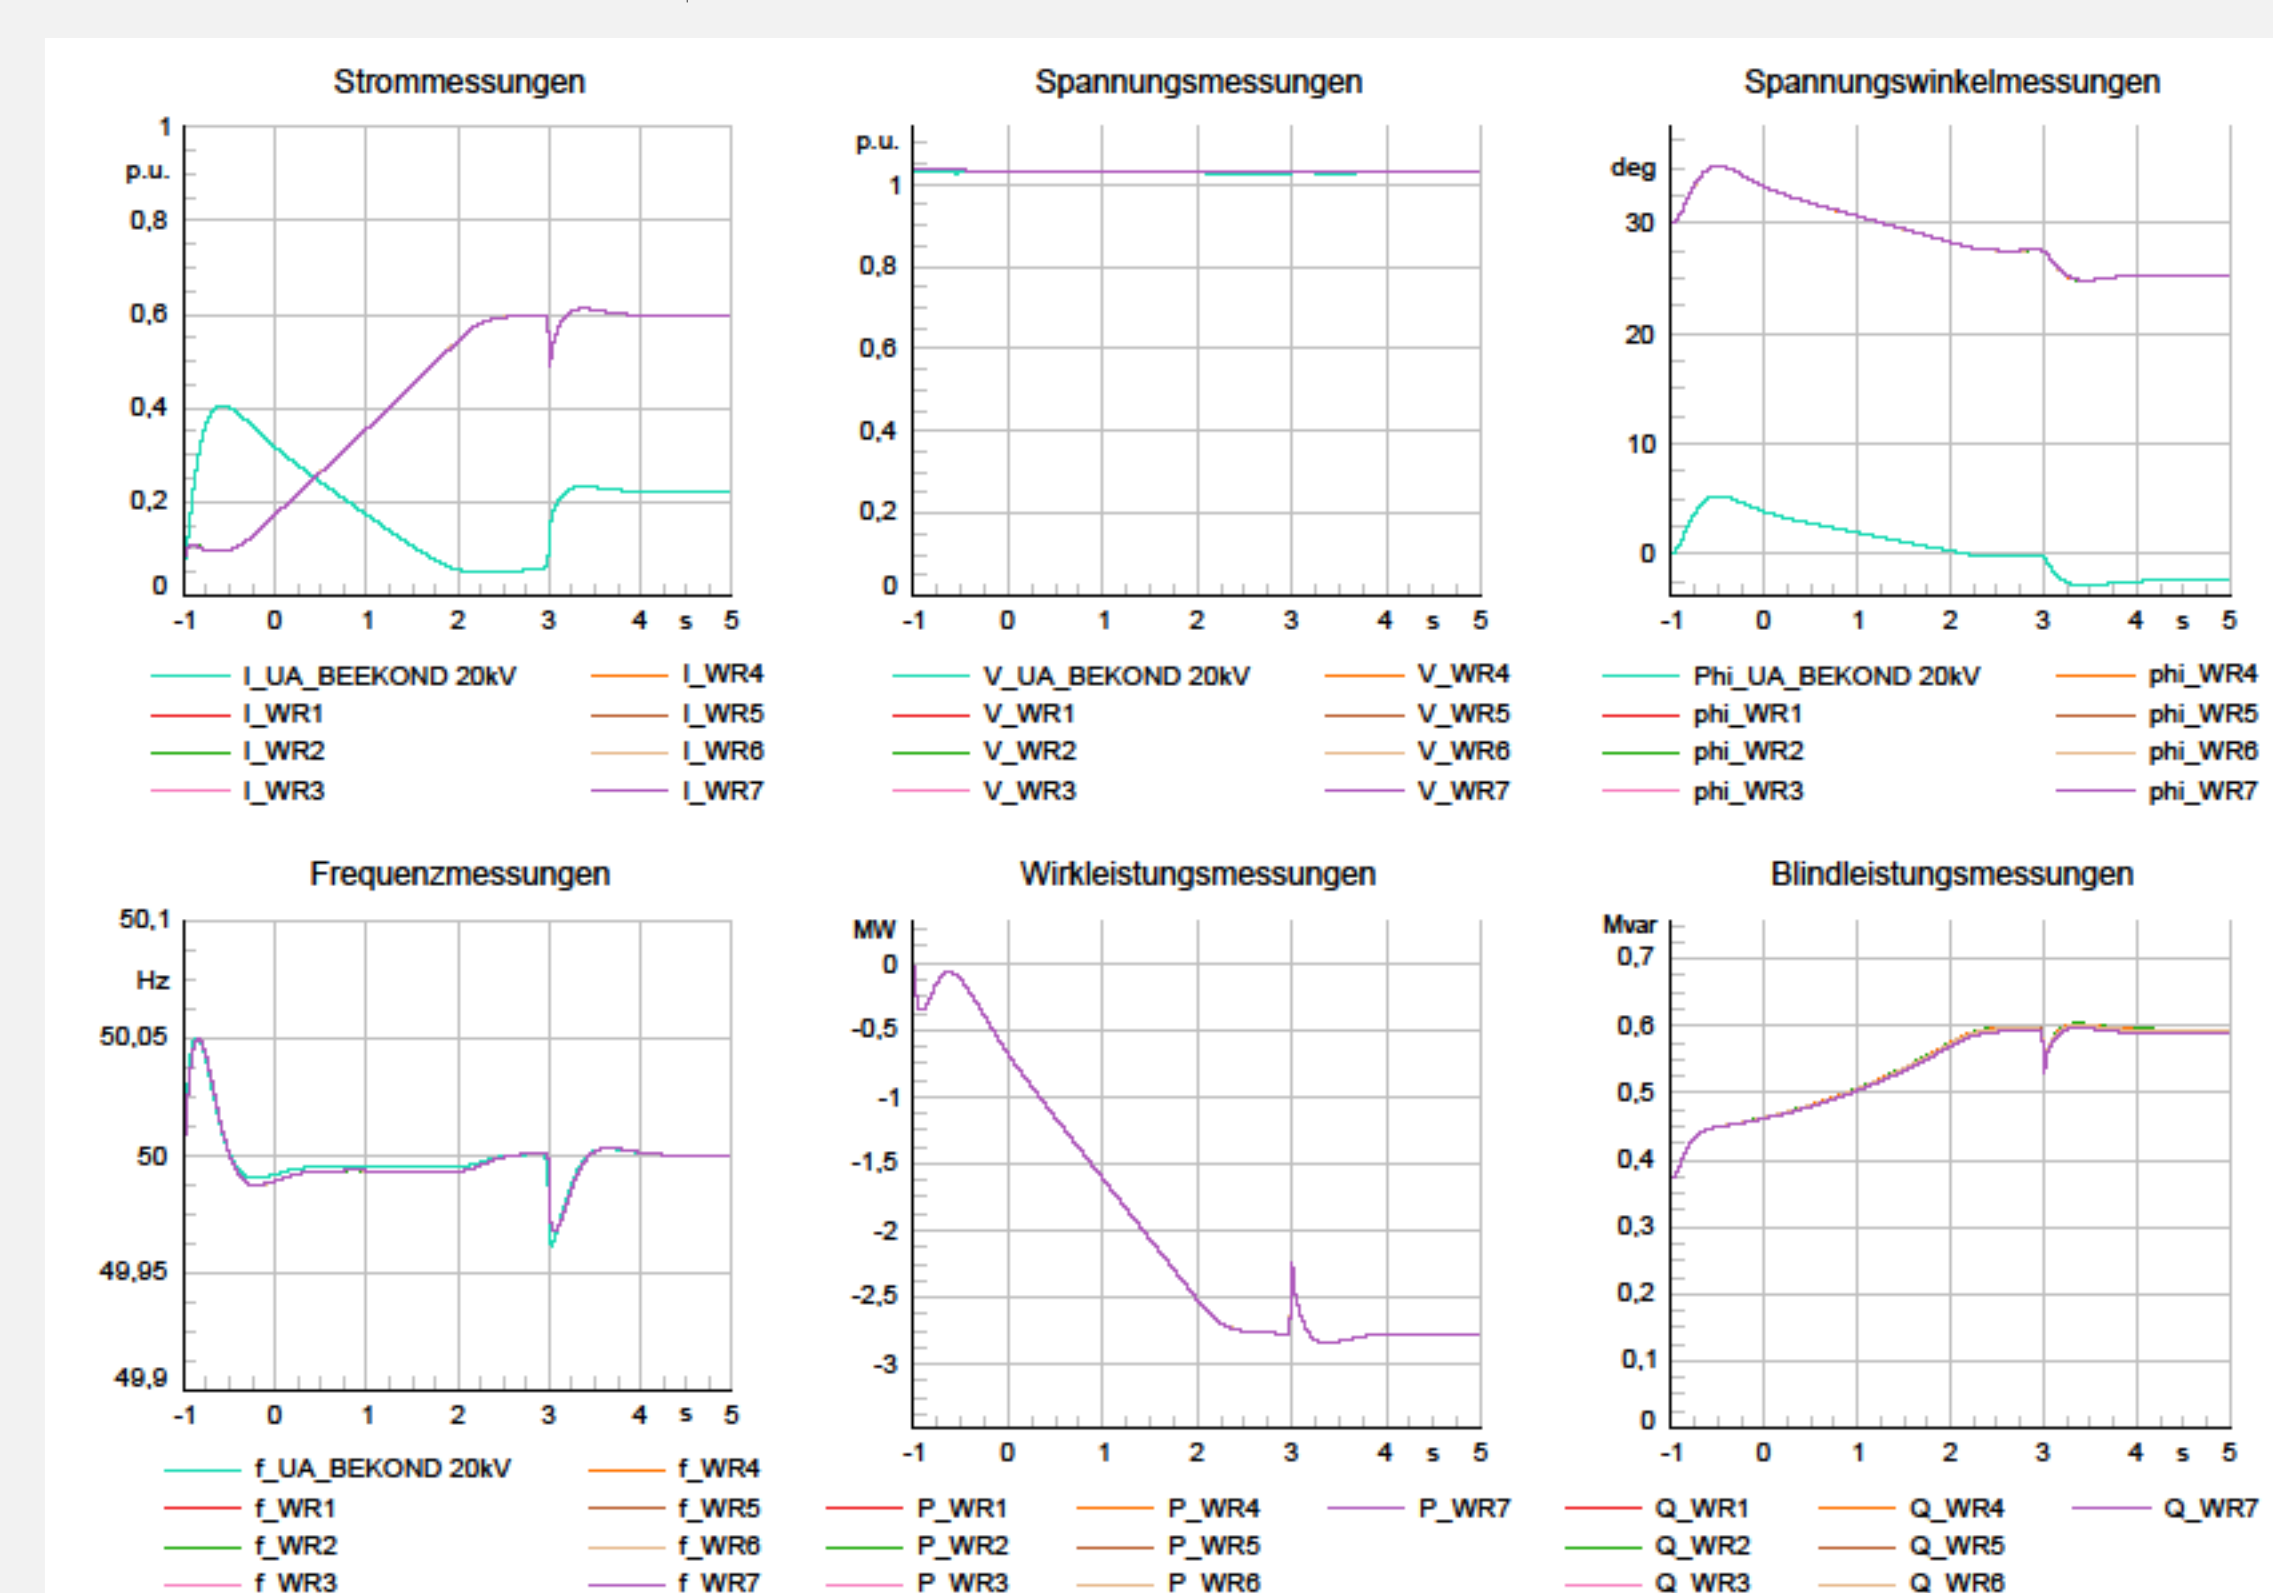 Strommessungen
1
p.u.
0,8
0,6
0,4
0,2
0
-1 0 1 2 3 4 s 5
I_UA_BEEKOND 20kV I_WR4
I_WR1 I_WR5
I_WR2 I_WR6
I_WR3 I_WR7
Spannungsmessungen
p.u.
1
0,8
0,6
0,4
0,2
0
-1 0 1 2 3 4 s 5
V_UA_BEKOND 20kV V_WR4
V_WR1 V_WR5
V_WR2 V_WR6
V_WR3 V_WR7
Spannungswinkelmessungen
deg
30
20
10
0
-1 0 1 2 3 4 s 5
Phi_UA_BEKOND 20kV phi_WR4
phi_WR1 phi_WR5
phi_WR2 phi_WR6
phi_WR3 phi_WR7
Frequenzmessungen
50,1
Hz
50,05
50
49,95
49,9
-1 0 1 2 3 4 s 5
f_UA_BEKOND 20kV f_WR4
f_WR1 f_WR5
f_WR2 f_WR6
f_WR3 f_WR7
Wirkleistungsmessungen
MW
0
-0,5
-1
-1,5
-2
-2,5
-3
-1 0 1 2 3 4 s 5
P_WR1 P_WR4 P_WR7
P_WR2 P_WR5
P_WR3 P_WR6
Blindleistungsmessungen
Mvar
0,7
0,6
0,5
0,4
0,3
0,2
0,1
0
-1 0 1 2 3 4 s 5
Q_WR1 Q_WR4 Q_WR7
Q_WR2 Q_WR5
Q_WR3 Q_WR6